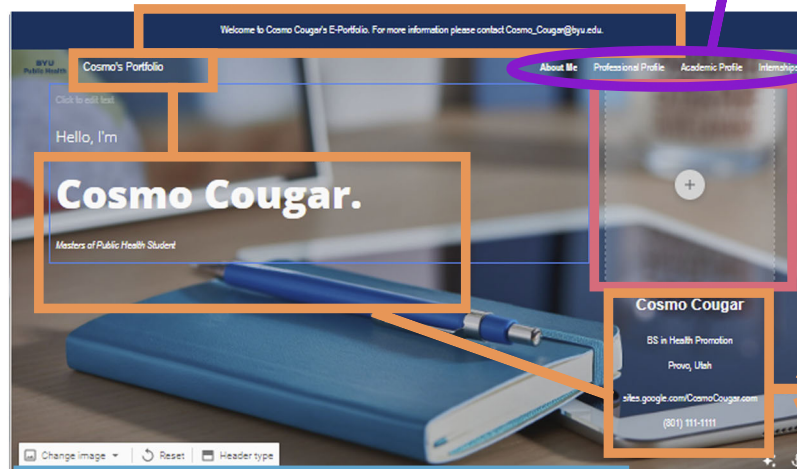 Welcome to Cosmo Cougar's E-Portfolio. For more information please contact Cosmo_Cougar@byu.edu.
BYU
Public Health
Cosmo's Portfolio
About Me Professional Profile Academic Profile Internships
Click to edit text.
Hello, I'm
Cosmo Cougar.
Masters of Public Health Student
Cosmo Cougar
BS in Health Promotion
Provo, Utah
sites.google.com/CosmoCougar.com
(801) 111-1111
Change image Reset Header type